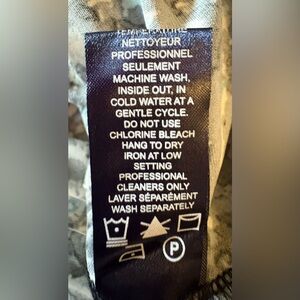 TEMPERATURE
NETTOYEUR
PROFESSIONNEL
SEULEMENT
MACHINE WASH,
INSIDE OUT, IN
COLD WATER AT A
GENTLE CYCLE.
DO NOT USE
CHLORINE BLEACH
HANG TO DRY
IRON AT LOW
SETTING
PROFESSIONAL
CLEANERS ONLY
LAVER SÉPARÉMENT
WASH SEPARATELY
P